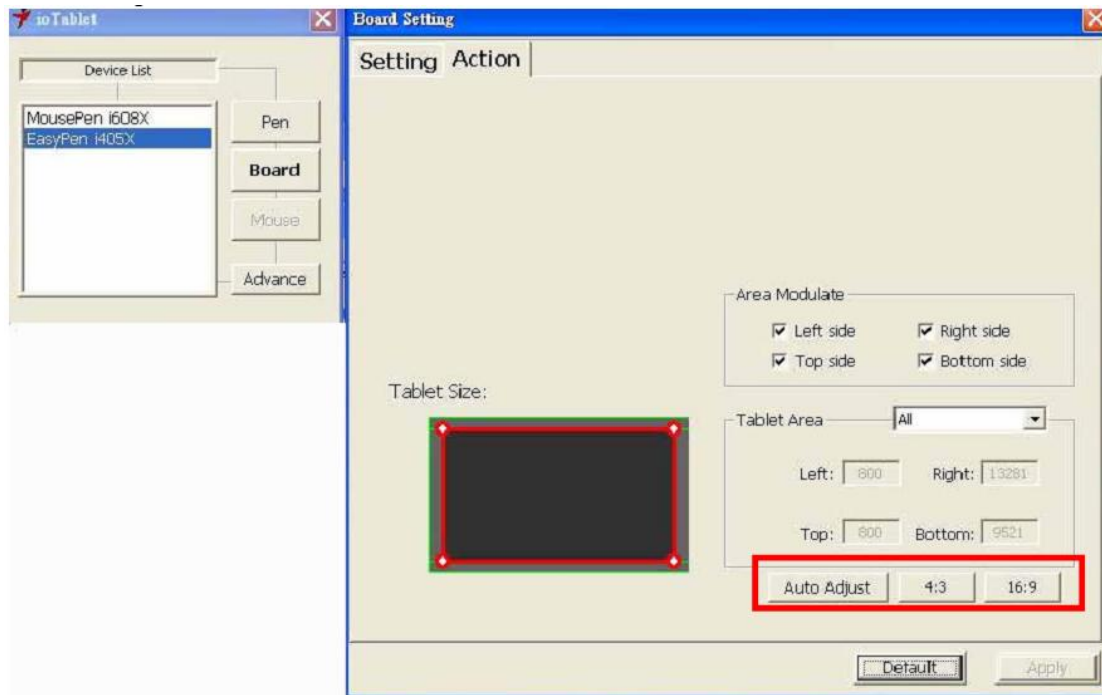 ioTablet
Device List
MousePen i608X
EasyPen i405X
Pen
Board
Mouse
Advance
Board Setting
Setting Action
Area Modulate
Left side Right side
Top side Bottom side
Tablet Size:
Tablet Area All
Left: 800 Right: 13281
Top: 800 Bottom: 9521
Auto Adjust 4:3 16:9
Default Apply